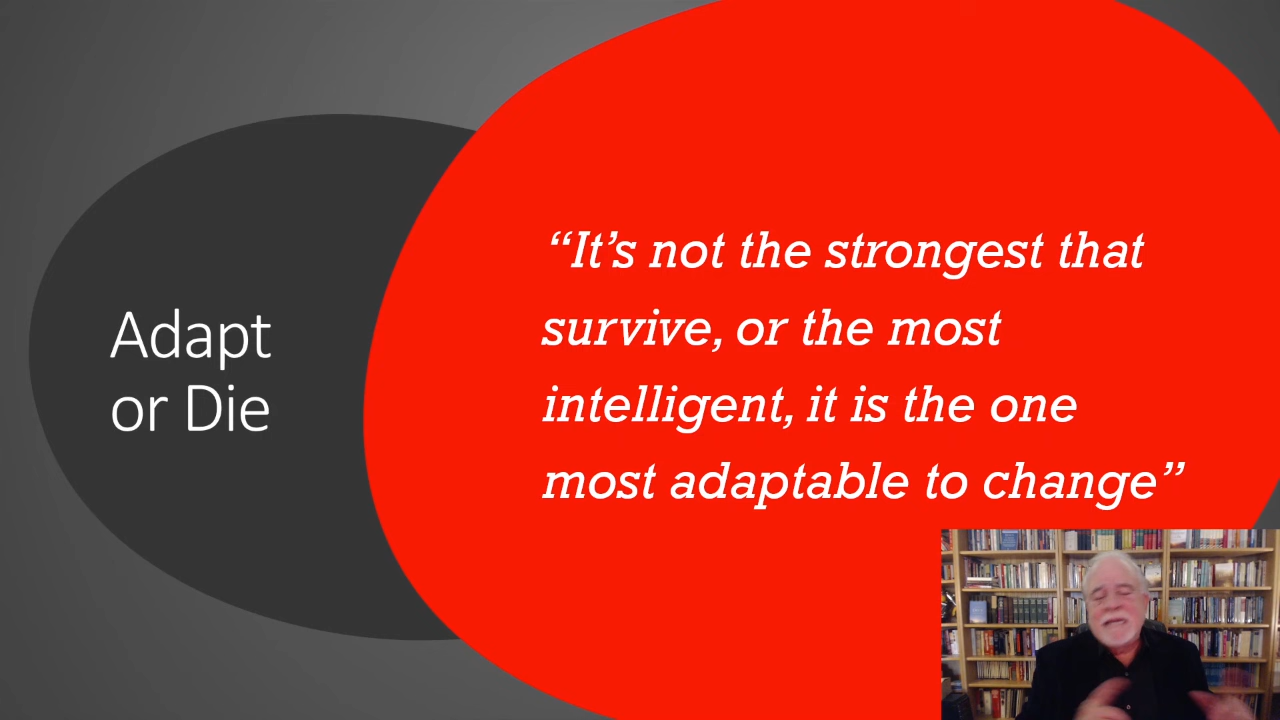 Adapt
or Die
“It’s not the strongest that
survive, or the most
intelligent, it is the one
most adaptable to change”